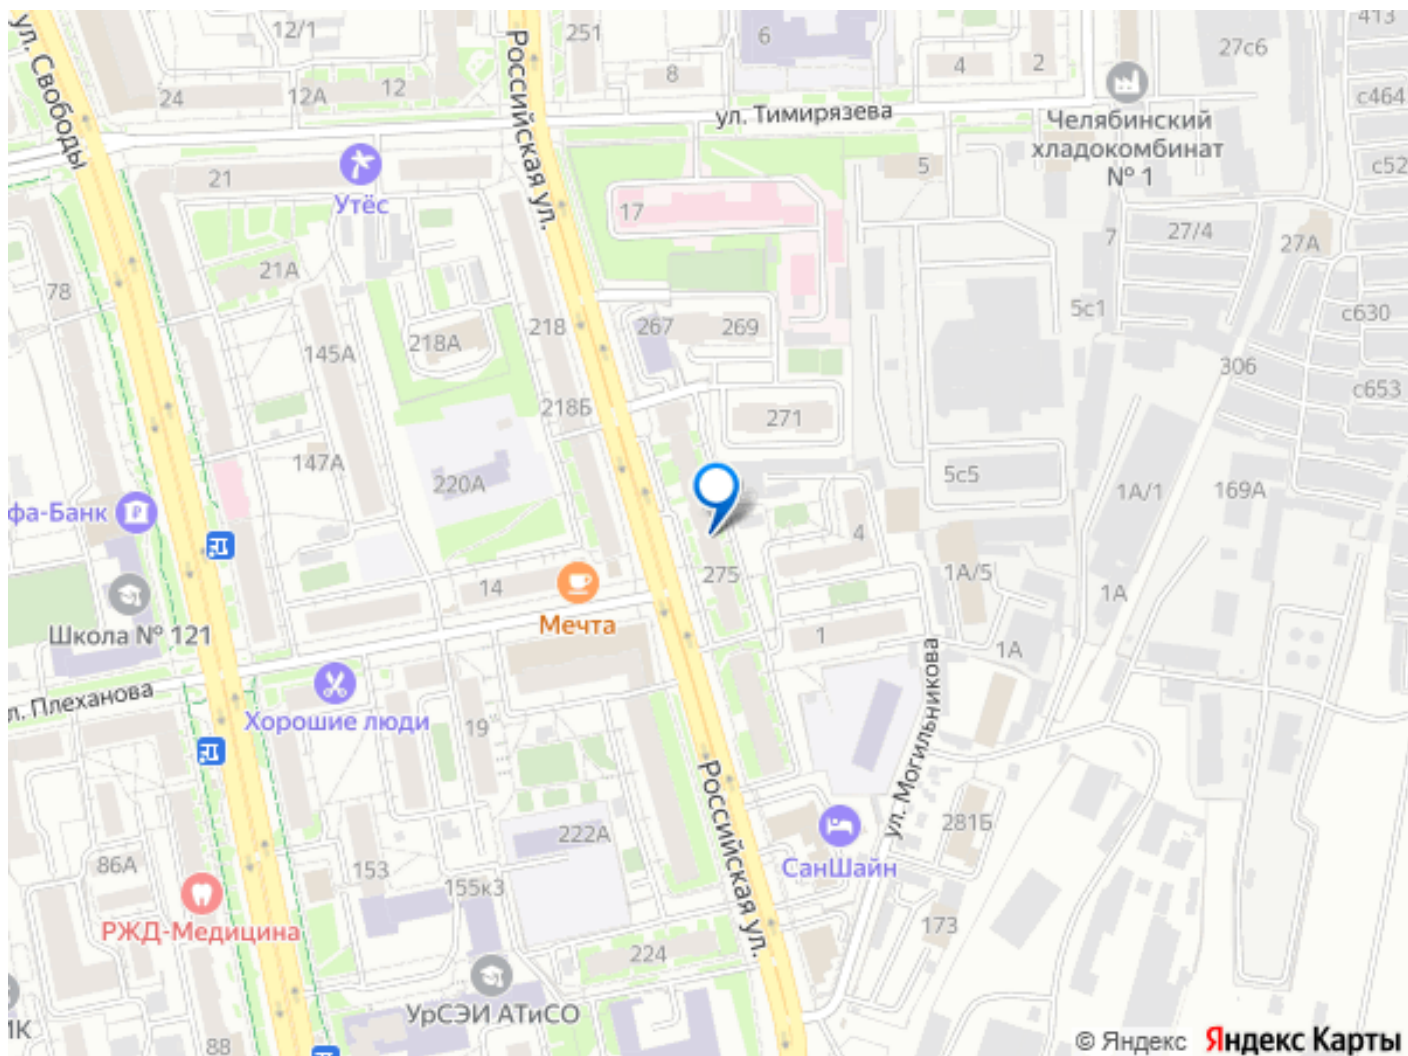 ул. Свободы
12/1
24
12А
12
Российская ул.
251
8
6
4
2
27с6
413
ул. Тимирязева
Челябинский
хладокомбинат
№ 1
с464
с52
5
21
Утёс
17
7
27/4
27А
21А
78
5с1
с630
145А
218А
218
267
269
306
с653
218Б
271
147А
220А
5с5
1А/1
169А
фа-Банк
4
275
1А/5
1А
14
Мечта
Школа № 121
1
1А
л. Плеханова
Хорошие люди
19
ул. Могильникова
Российская ул.
222А
281Б
СанШайн
86А
153
155к3
РЖД-Медицина
173
224
УрСЭИ АТиСО
ИК
88
© Яндекс Яндекс Карты